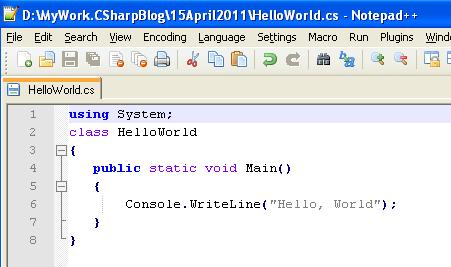 D:\MyWork.CSharpBlog\15April2011\HelloWorld.cs - Notepad++
File Edit Search View Encoding Language Settings Macro Run Plugins
HelloWorld.cs
1 using System;
2 class HelloWorld
3 {
4 public static void Main()
5 {
6 Console.WriteLine("Hello, World");
7 }
8 }